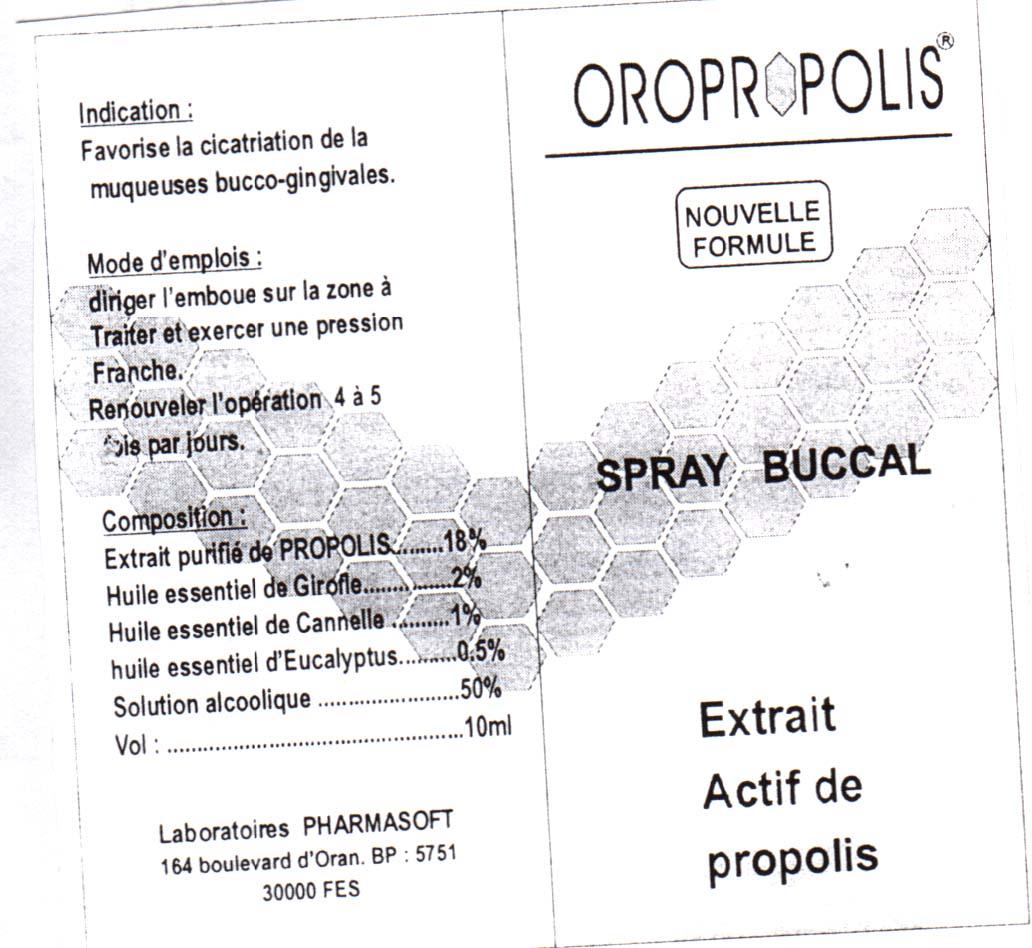 Indication :
Favorise la cicatriation de la
muqueuses bucco-gingivales.
Mode d'emplois :
diriger l'emboue sur la zone à
Traiter et exercer une pression
Franche.
Renouveler l'opération 4 à 5
par jours.
Composition :
Extrait purifié de PROPOLIS........18%
Huile essentiel de Girofle...............2%
Huile essentiel de Cannelle ..........1%
huile essentiel d'Eucalyptus..........0.5%
Solution alcoolique ........................50%
Vol : ..................................................10ml
Laboratoires PHARMASOFT
164 boulevard d'Oran. BP : 5751
30000 FES
OROPROPOLIS®
NOUVELLE
FORMULE
SPRAY BUCCAL
Extrait
Actif de
propolis